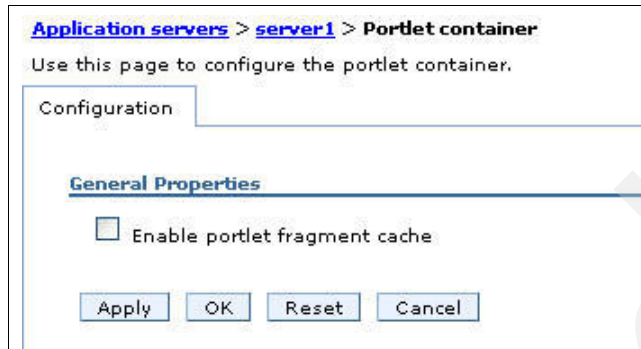 Application servers > server1 > Portlet container
Use this page to configure the portlet container.
Configuration
General Properties
Enable portlet fragment cache
Apply OK Reset Cancel